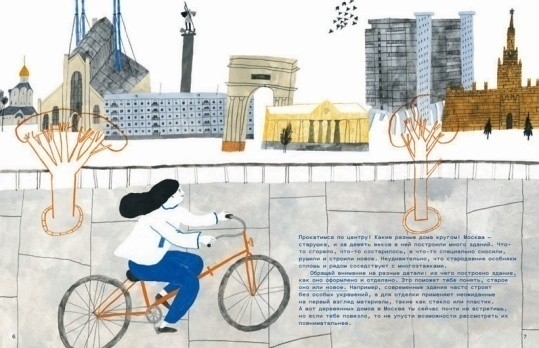 Прокатимся по центру! Какие разные дома кругом! Москва –
старушка, и за девять веков в ней построили много зданий. Что-
то сгорало, что-то состарилось, а что-то специально сносили,
рушили и строили новое. Неудивительно, что стародавние особняки
сплошь и рядом соседствуют с многоэтажками.
Обращай внимание на разные детали: из чего построено здание,
как оно оформлено и отделано. Это поможет тебе понять, старое
оно или новое. Например, современные здания часто строят
без особых украшений, а для отделки применяют неожиданные
на первый взгляд материалы, такие как стекло или пластик.
А вот деревянных домов в Москве ты сейчас почти не встретишь,
но если тебе повезло, то не упусти возможности рассмотреть их
повнимательнее.
6
7